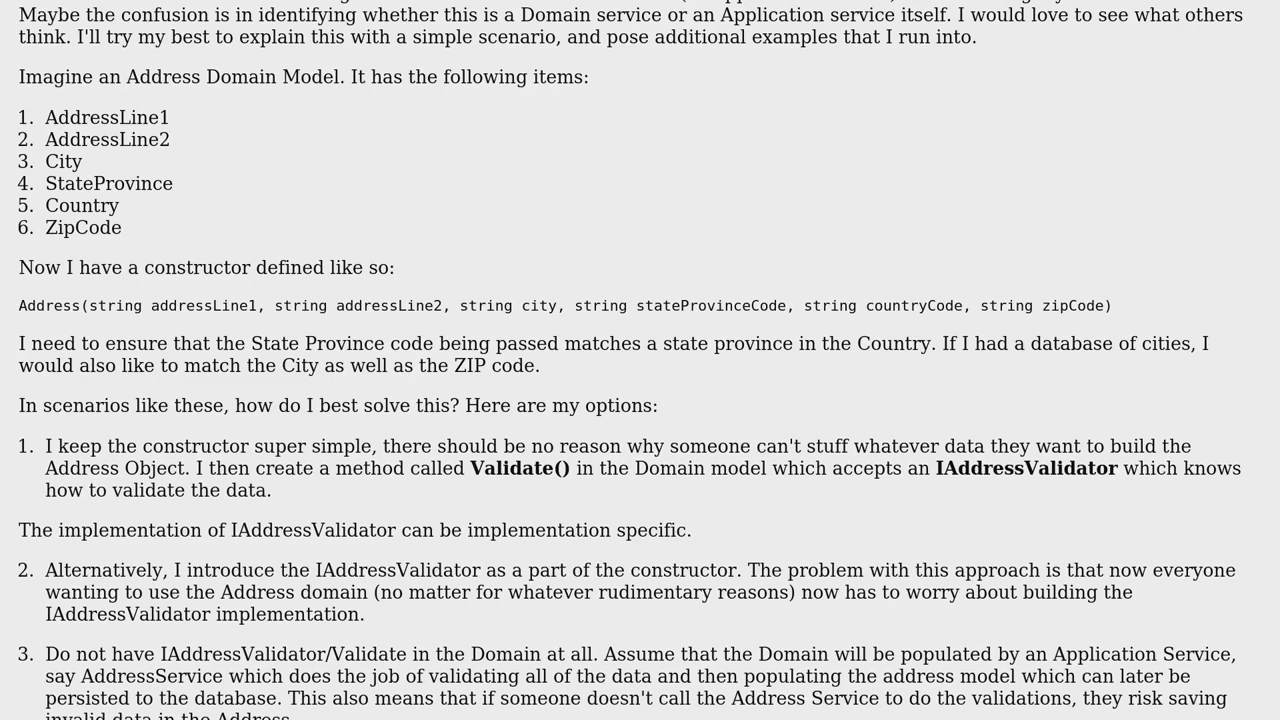 Maybe the confusion is in identifying whether this is a Domain service or an Application service itself. I would love to see what others
think. I'll try my best to explain this with a simple scenario, and pose additional examples that I run into.
Imagine an Address Domain Model. It has the following items:
1. AddressLine1
2. AddressLine2
3. City
4. StateProvince
5. Country
6. ZipCode
Now I have a constructor defined like so:
Address(string addressLine1, string addressLine2, string city, string stateProvinceCode, string countryCode, string zipCode)
I need to ensure that the State Province code being passed matches a state province in the Country. If I had a database of cities, I
would also like to match the City as well as the ZIP code.
In scenarios like these, how do I best solve this? Here are my options:
1. I keep the constructor super simple, there should be no reason why someone can't stuff whatever data they want to build the
Address Object. I then create a method called Validate() in the Domain model which accepts an IAddressValidator which knows
how to validate the data.
The implementation of IAddressValidator can be implementation specific.
2. Alternatively, I introduce the IAddressValidator as a part of the constructor. The problem with this approach is that now everyone
wanting to use the Address domain (no matter for whatever rudimentary reasons) now has to worry about building the
IAddressValidator implementation.
3. Do not have IAddressValidator/Validate in the Domain at all. Assume that the Domain will be populated by an Application Service,
say AddressService which does the job of validating all of the data and then populating the address model which can later be
persisted to the database. This also means that if someone doesn't call the Address Service to do the validations, they risk saving
invalid data in the Address.